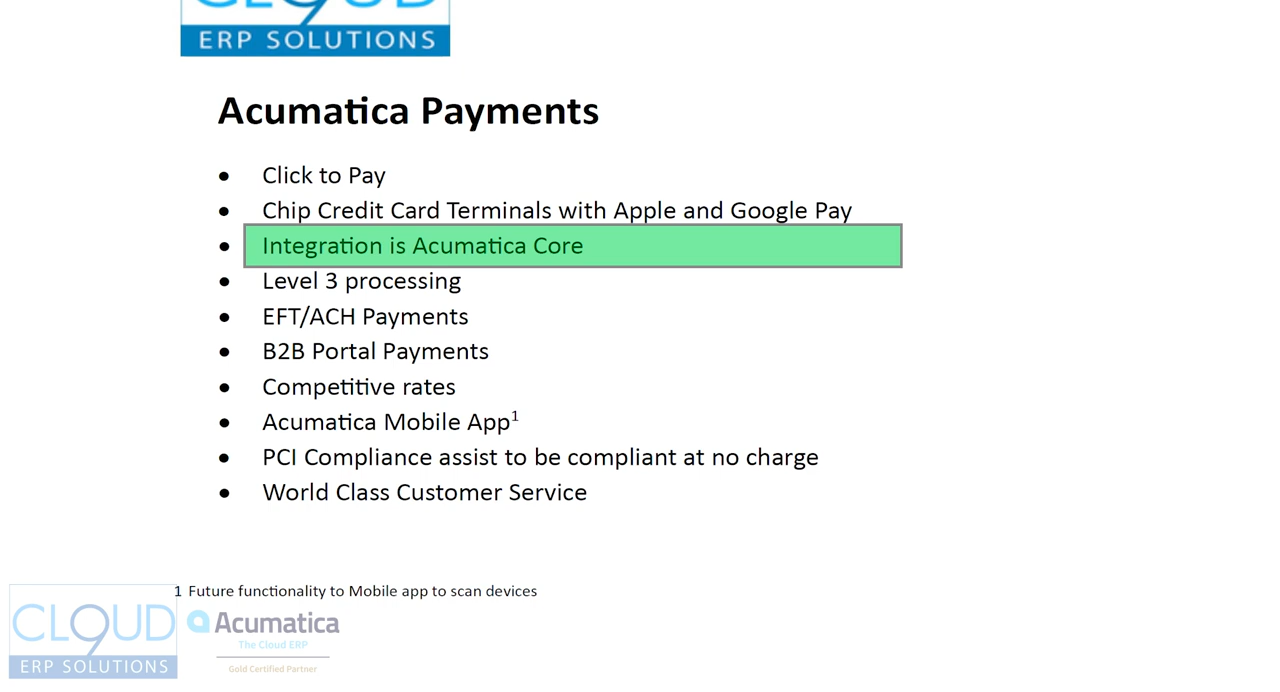 CLOUD
9
ERP SOLUTIONS
Acumatica Payments
• Click to Pay
• Chip Credit Card Terminals with Apple and Google Pay
• Integration is Acumatica Core
• Level 3 processing
• EFT/ACH Payments
• B2B Portal Payments
• Competitive rates
• Acumatica Mobile App1
• PCI Compliance assist to be compliant at no charge
• World Class Customer Service
1 Future functionality to Mobile app to scan devices
CL9UD
ERP SOLUTIONS
Acumatica
The Cloud ERP
Gold Certified Partner